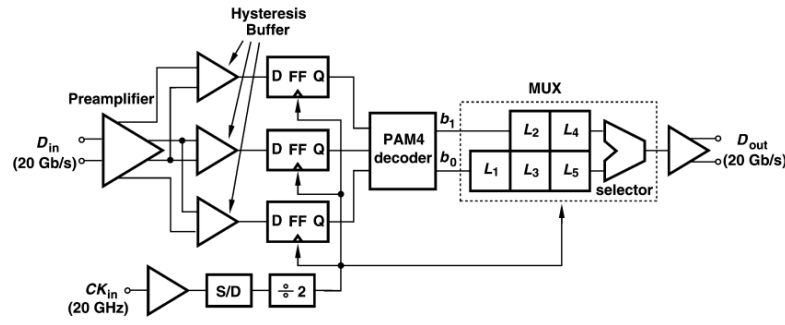 Hysteresis
Buffer
Preamplifier
D FF Q
D FF Q
D FF Q
D_in
(20 Gb/s)
PAM4
decoder
b_1
b_0
MUX
L_2 L_4
L_1 L_3 L_5
selector
D_out
(20 Gb/s)
CK_in
(20 GHz)
S/D
÷ 2